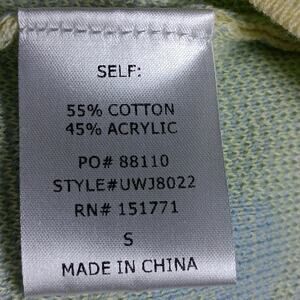 SELF:
55% COTTON
45% ACRYLIC
PO# 88110
STYLE#UWJ8022
RN# 151771
S
MADE IN CHINA